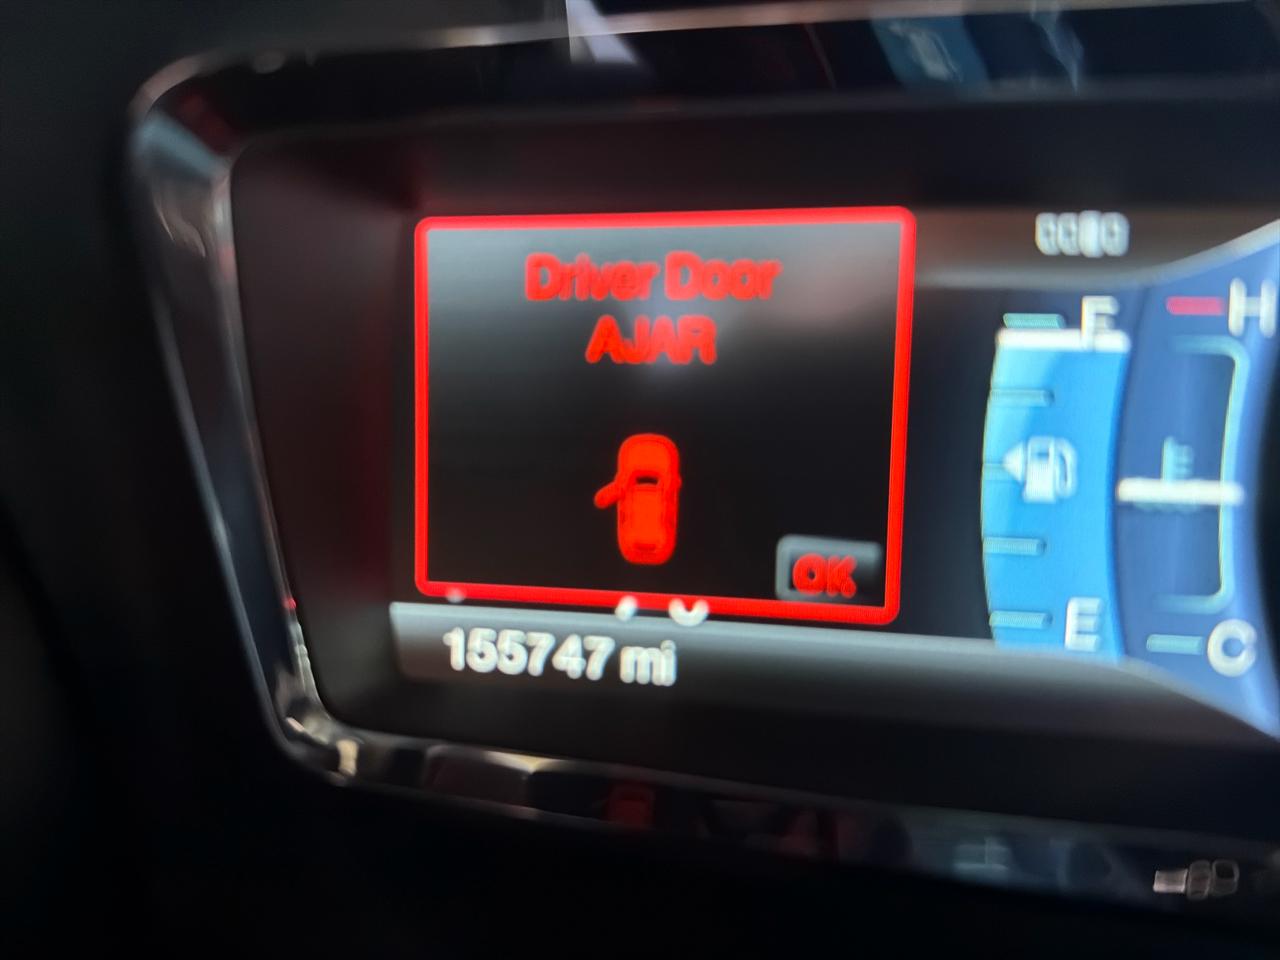 Driver Door
AJAR
OK
155747 mi
F
E
H
C